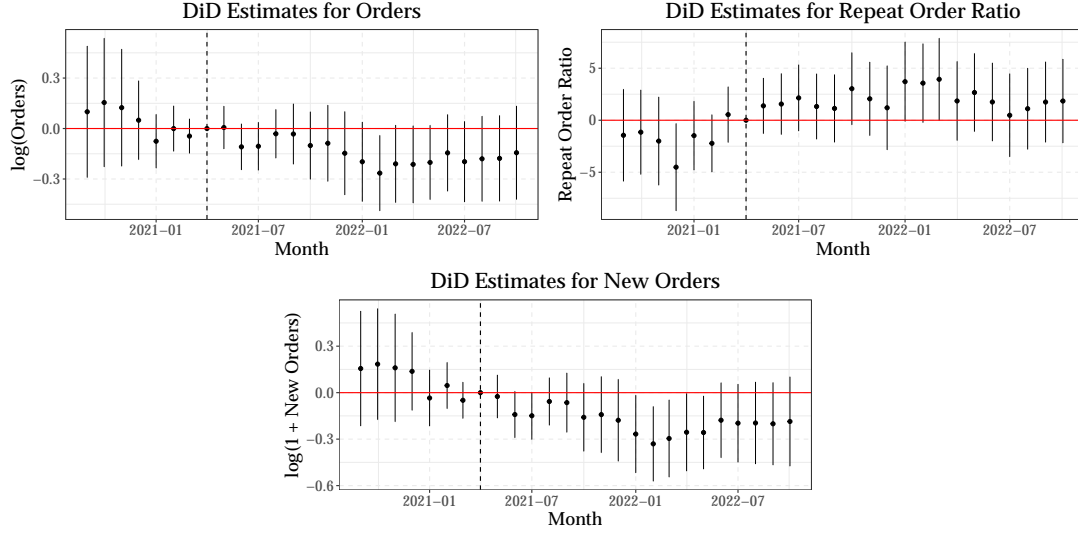 DiD Estimates for Orders
log(Orders)
0.3
0.0
−0.3
2021−01
2021−07
2022−01
2022−07
Month
DiD Estimates for Repeat Order Ratio
Repeat Order Ratio
5
0
−5
2021−01
2021−07
2022−01
2022−07
Month
DiD Estimates for New Orders
log(1 + New Orders)
0.3
0.0
−0.3
−0.6
2021−01
2021−07
2022−01
2022−07
Month